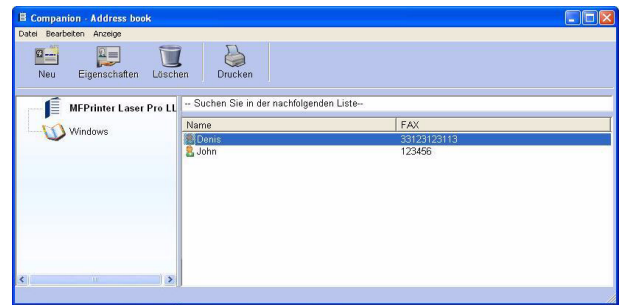 Companion - Address book
Datei Bearbeiten Anzeige
Neu Eigenschaften Löschen Drucken
MFPrinter Laser Pro LL
Windows
-- Suchen Sie in der nachfolgenden Liste--
Name FAX
Denis 33123123113
John 123456